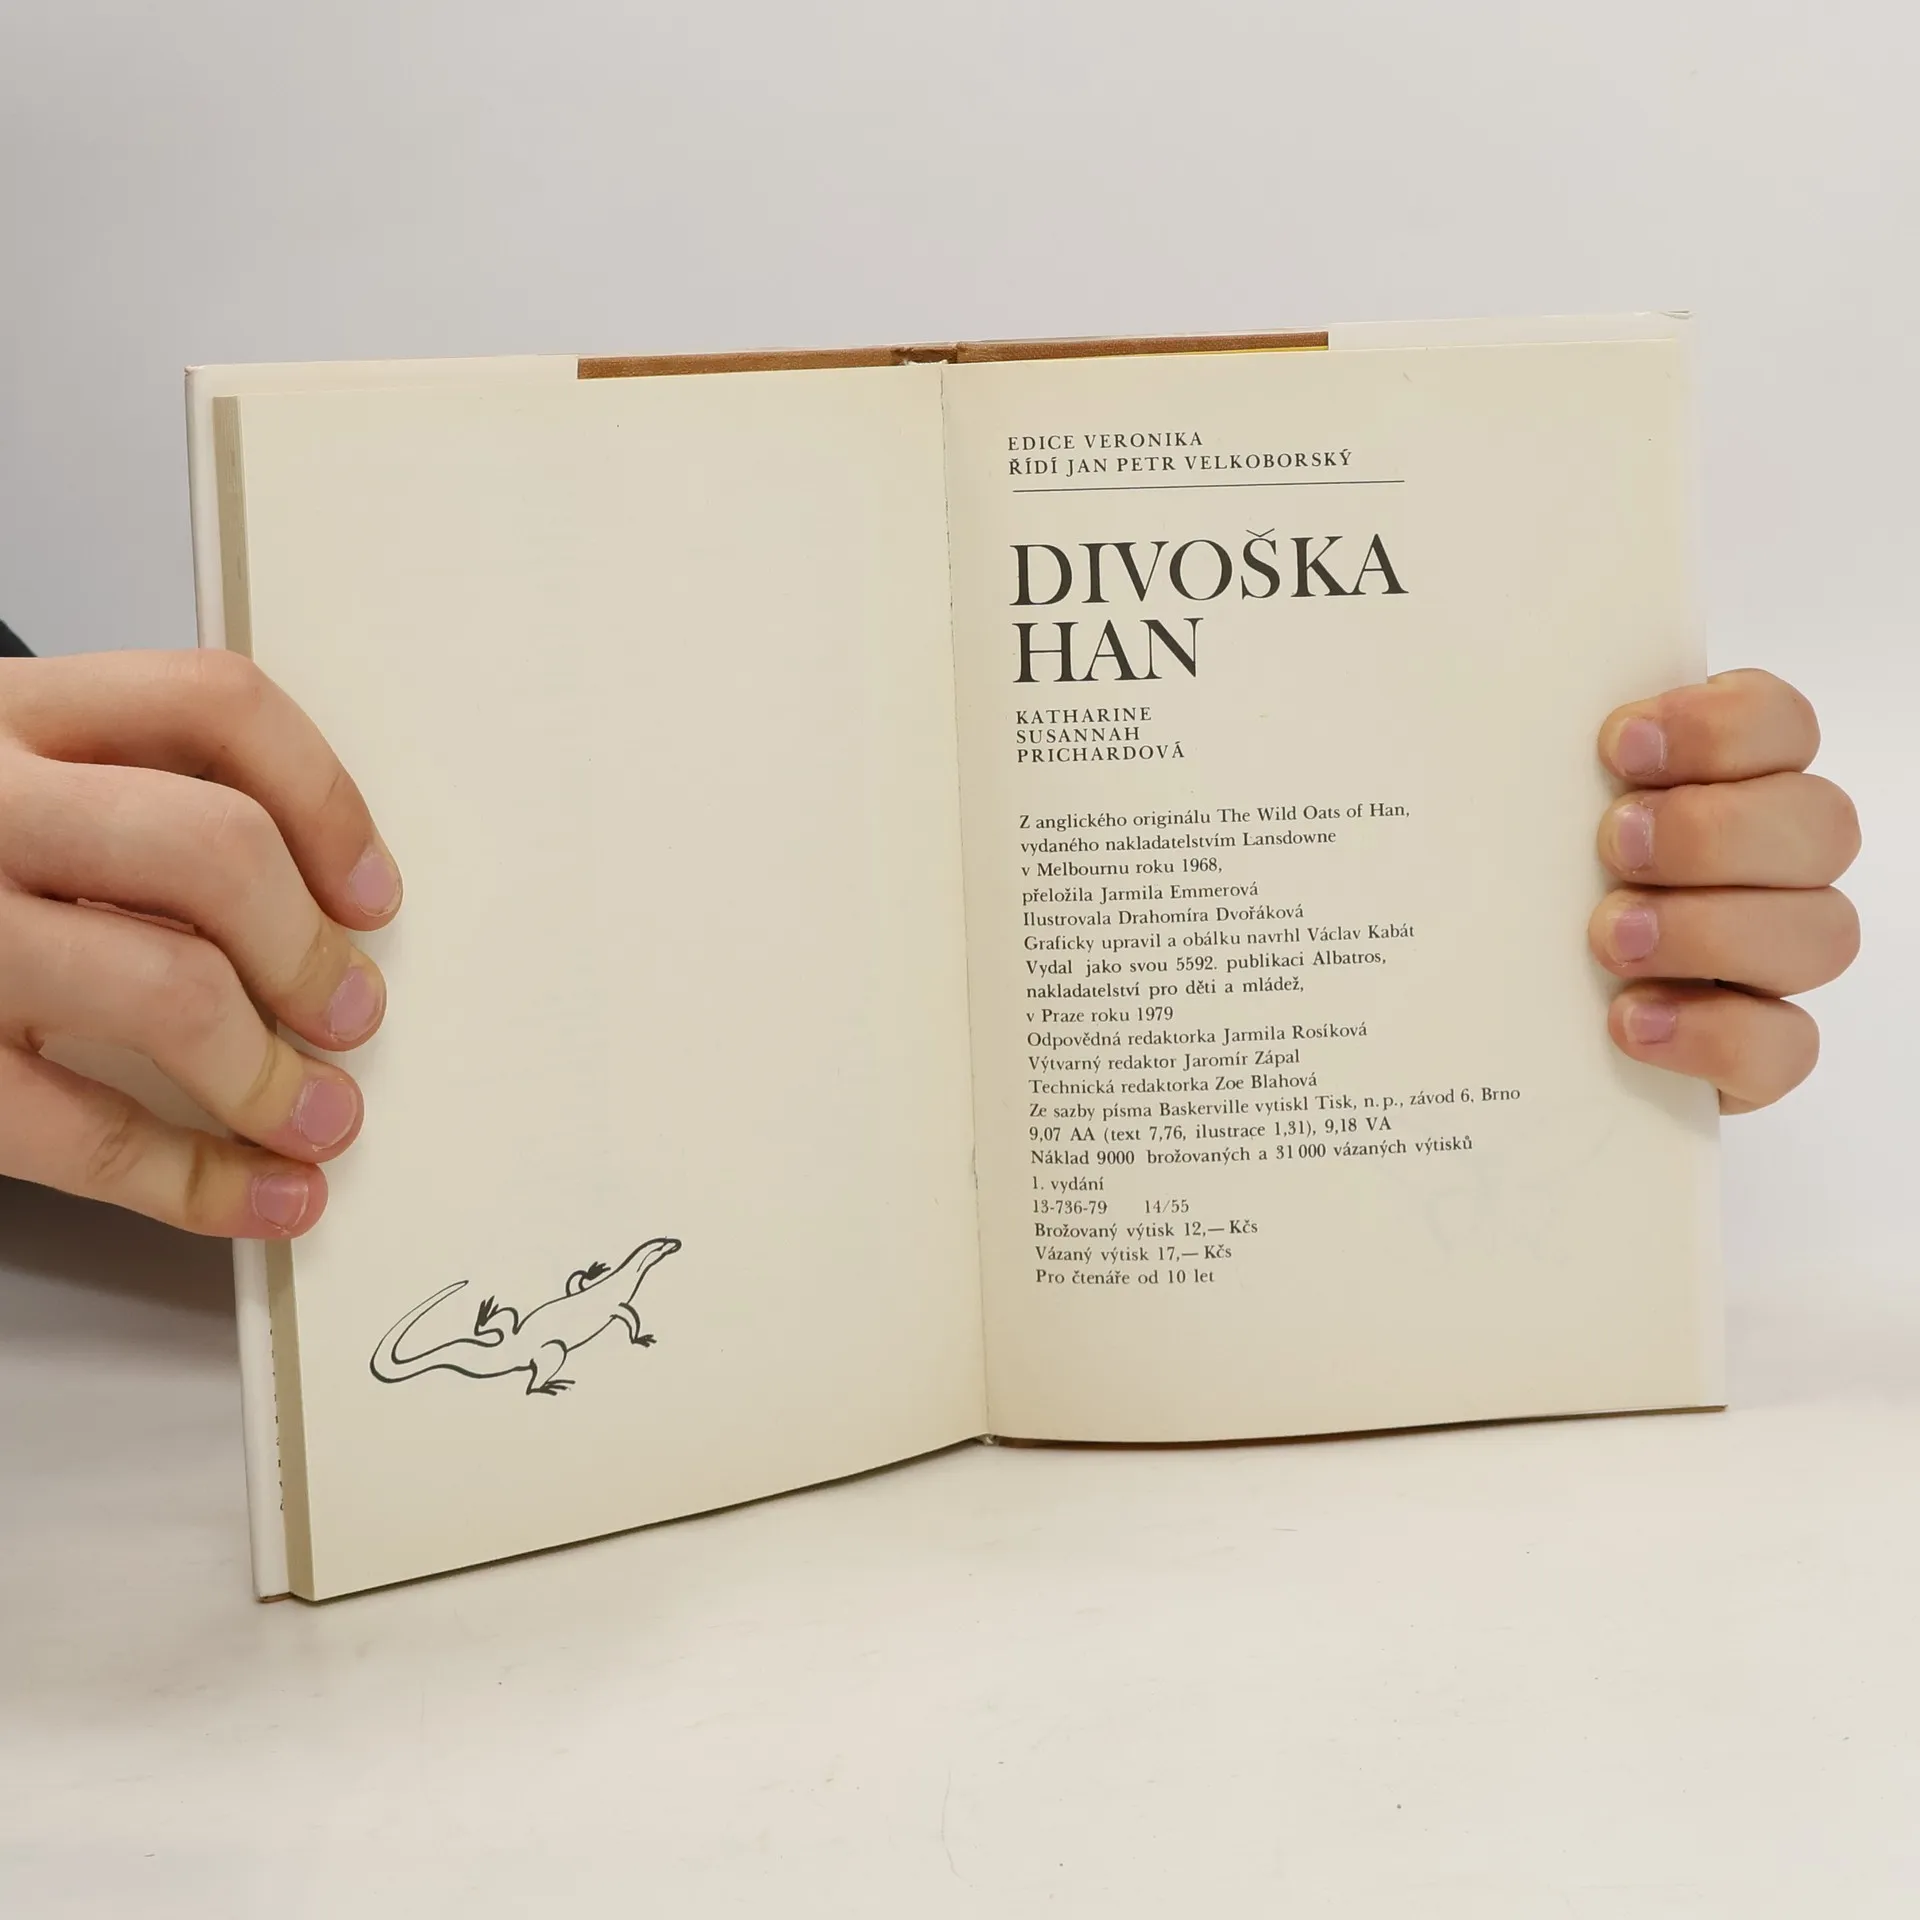 EDICE VERONIKA
ŘÍDÍ JAN PETR VELKOBORSKÝ
DIVOŠKA
HAN
KATHARINE
SUSANNAH
PRICHARDOVÁ
Z anglického originálu The Wild Oats of Han,
vydaného nakladatelstvím Lansdowne
v Melbournu roku 1968,
přeložila Jarmila Emmerová
Ilustrovala Drahomíra Dvořáková
Graficky upravil a obálku navrhl Václav Kabát
Vydal jako svou 5592. publikaci Albatros,
nakladatelství pro děti a mládež,
v Praze roku 1979
Odpovědná redaktorka Jarmila Rosíková
Výtvarný redaktor Jaromír Zápal
Technická redaktorka Zoe Blahová
Ze sazby písma Baskerville vytiskl Tisk, n. p., závod 6, Brno
9,07 AA (text 7,76, ilustrace 1,31), 9,18 VA
Náklad 9000 brožovaných a 31 000 vázaných výtisků
1. vydání
13-736-79 14/55
Brožovaný výtisk 12,— Kčs
Vázaný výtisk 17,— Kčs
Pro čtenáře od 10 let